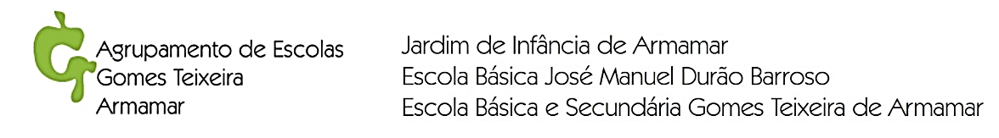 Agrupamento de Escolas
Gomes Teixeira
Armamar
Jardim de Infância de Armamar
Escola Básica José Manuel Durão Barroso
Escola Básica e Secundária Gomes Teixeira de Armamar